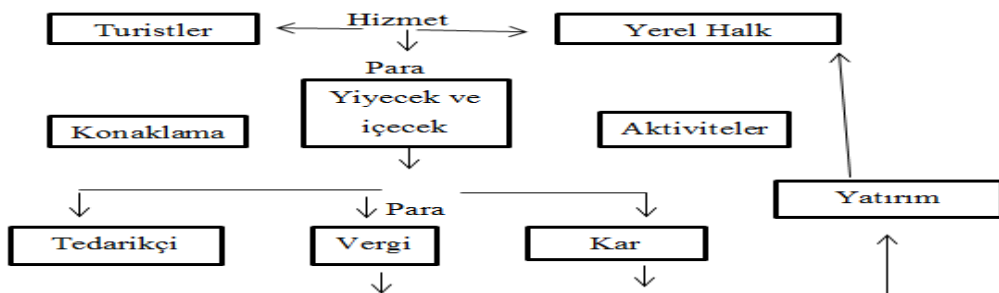 Turistler
Hizmet
Yerel Halk
Para
Yiyecek ve
içecek
Konaklama
Aktiviteler
Yatırım
Para
Tedarikçi
Vergi
Kar